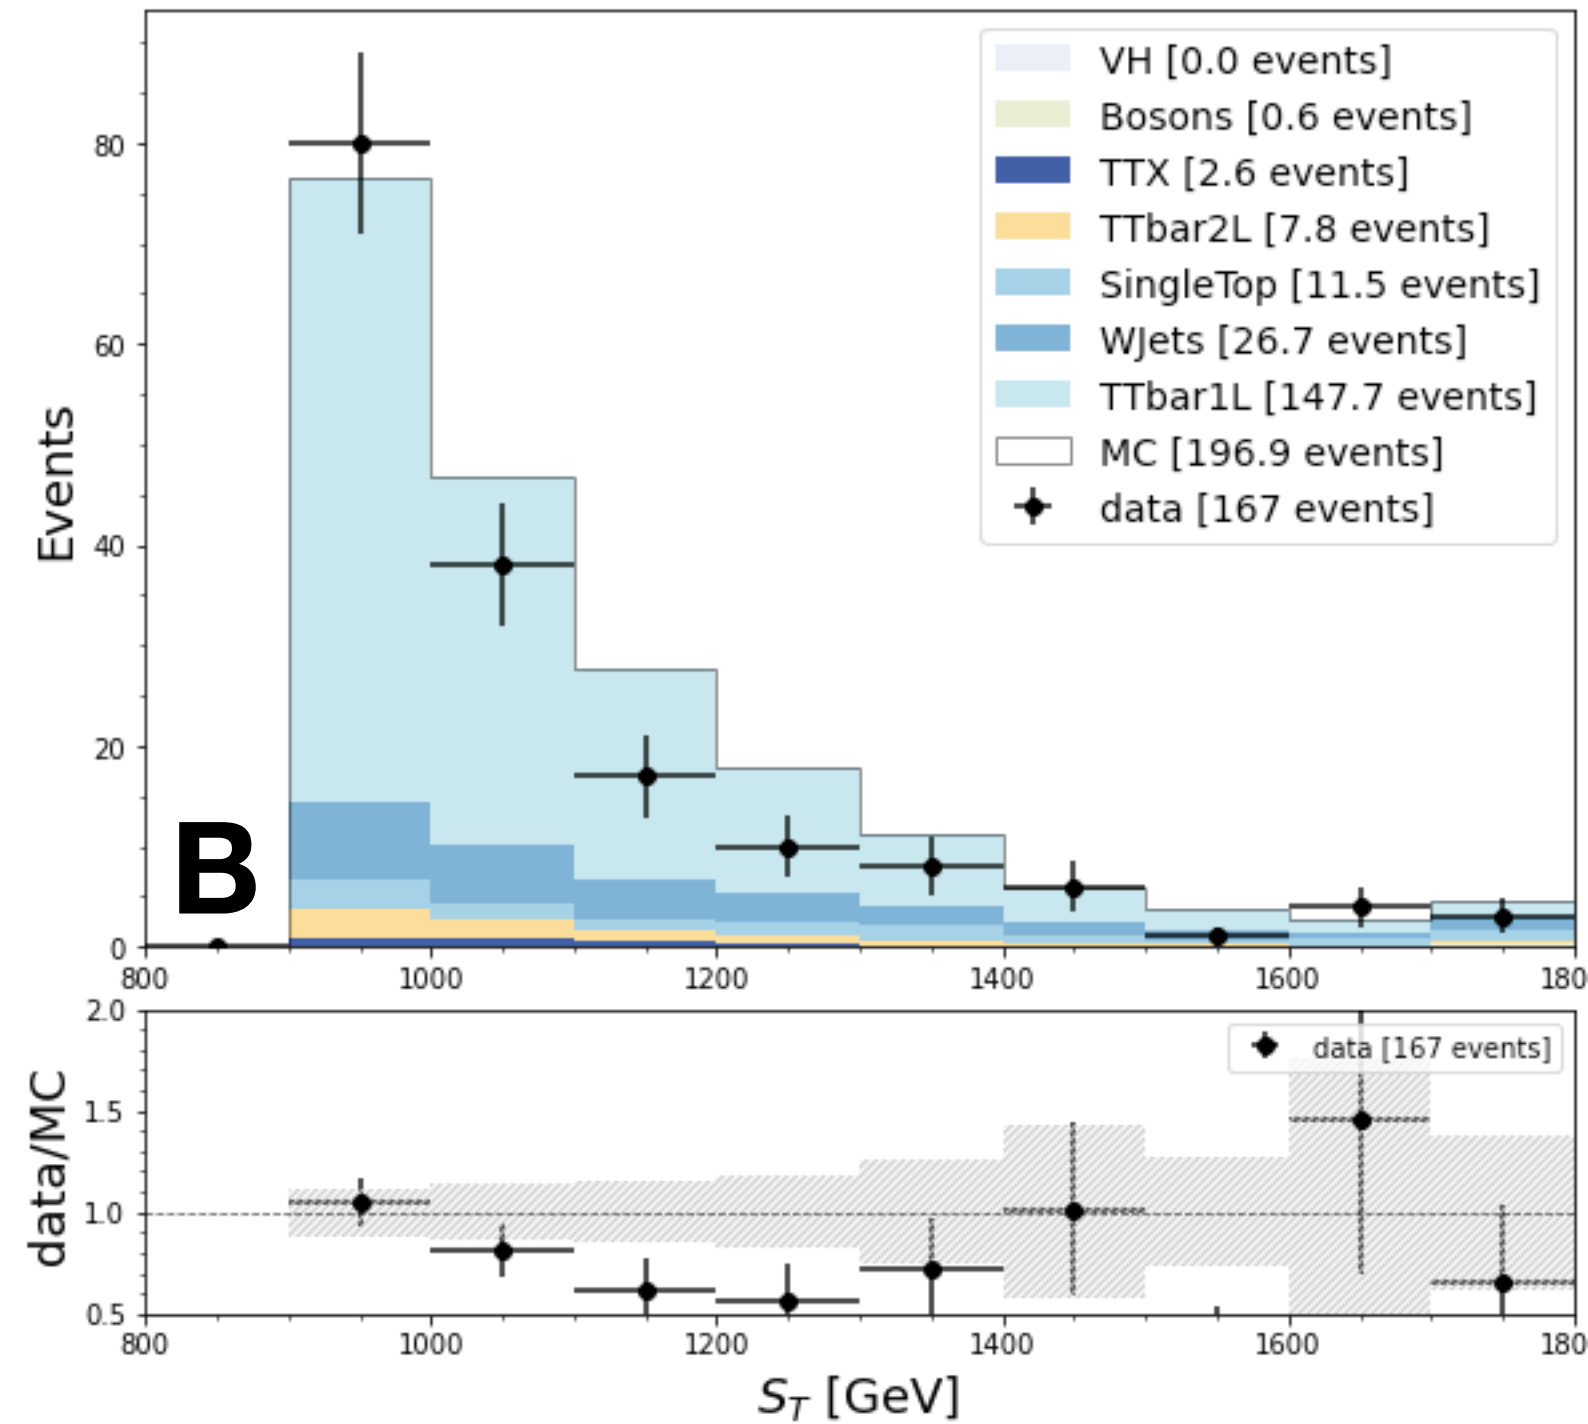 VH [0.0 events]
Bosons [0.6 events]
TTX [2.6 events]
TTbar2L [7.8 events]
SingleTop [11.5 events]
WJets [26.7 events]
TTbar1L [147.7 events]
MC [196.9 events]
data [167 events]
Events
80
60
40
20
0
B
800 1000 1200 1400 1600 180
data/MC
2.0
1.5
1.0
0.5
data [167 events]
800 1000 1200 1400 1600 180
S_T [GeV]